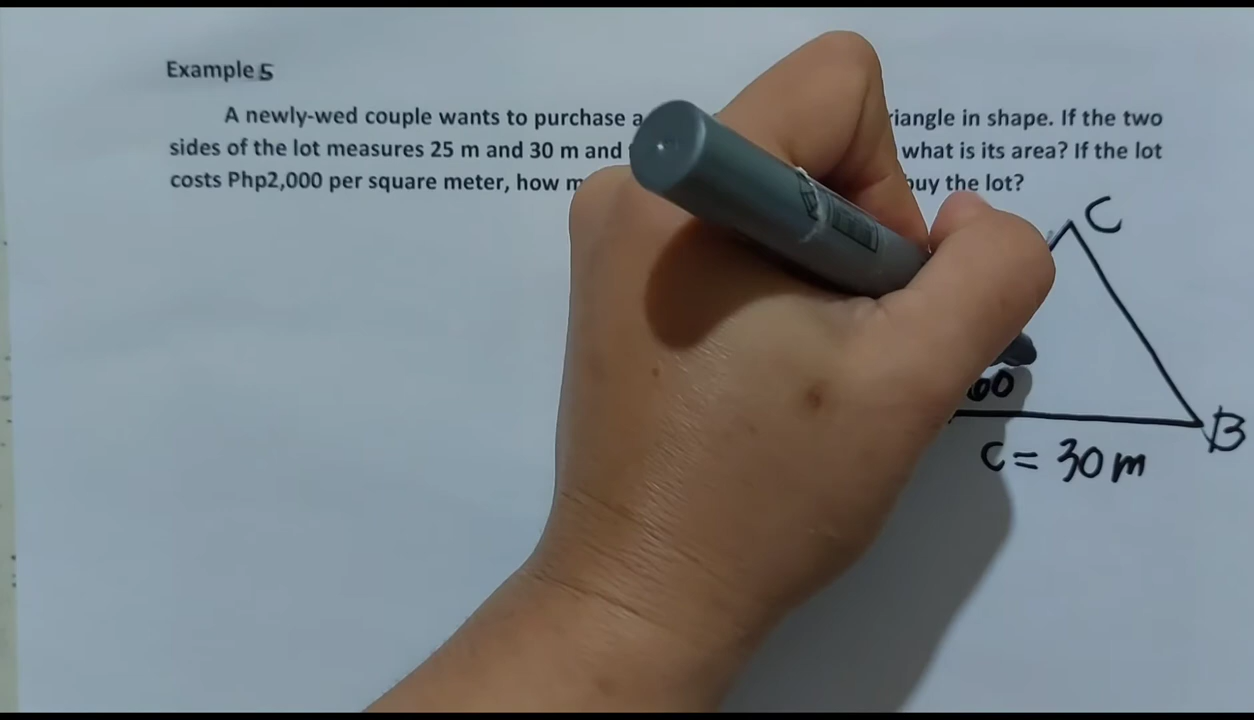 Example 5
A newly-wed couple wants to purchase a riangle in shape. If the two
sides of the lot measures 25 m and 30 m and what is its area? If the lot
costs Php2,000 per square meter, how m buy the lot?
C
60
B
c = 30 m